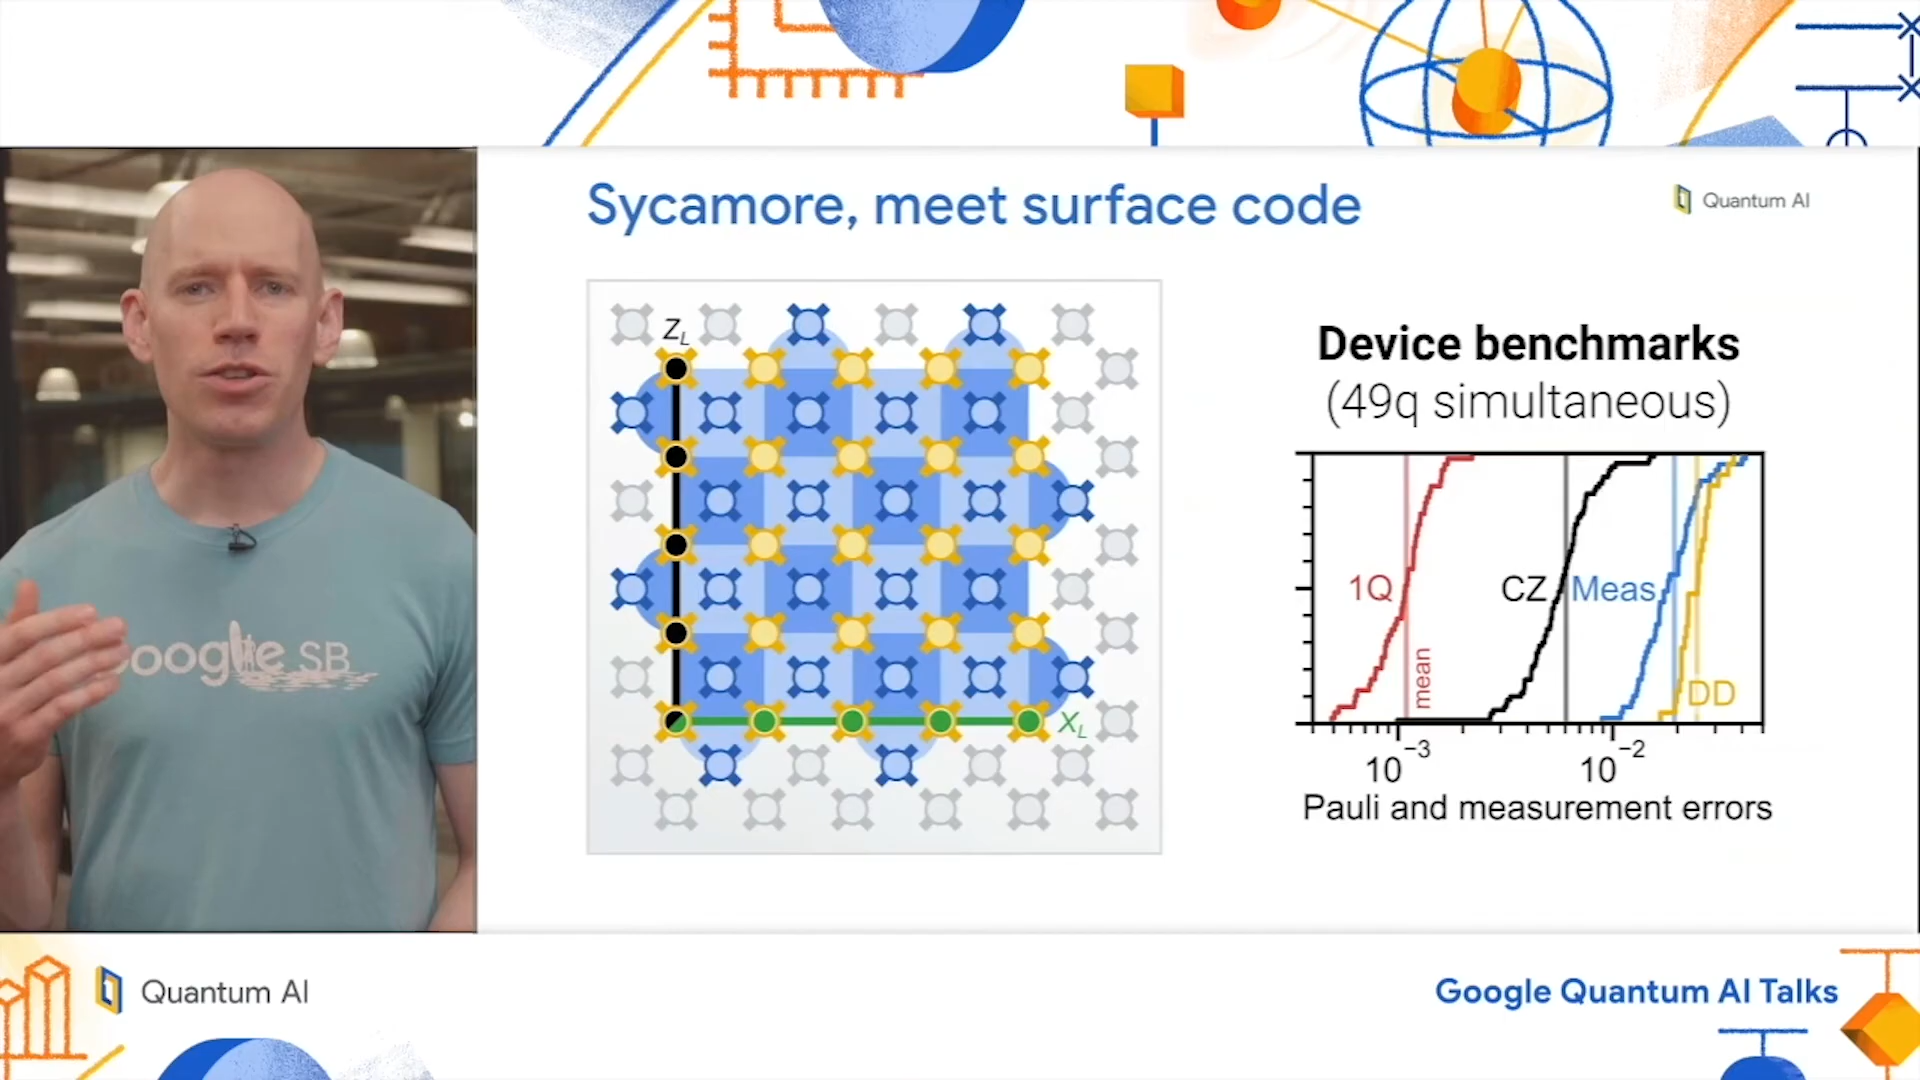 Sycamore, meet surface code
Quantum AI
Z_L
X_L
Device benchmarks
(49q simultaneous)
1Q
mean
CZ
Meas
DD
10⁻³
10⁻²
Pauli and measurement errors
Google SB
Quantum AI
Google Quantum AI Talks